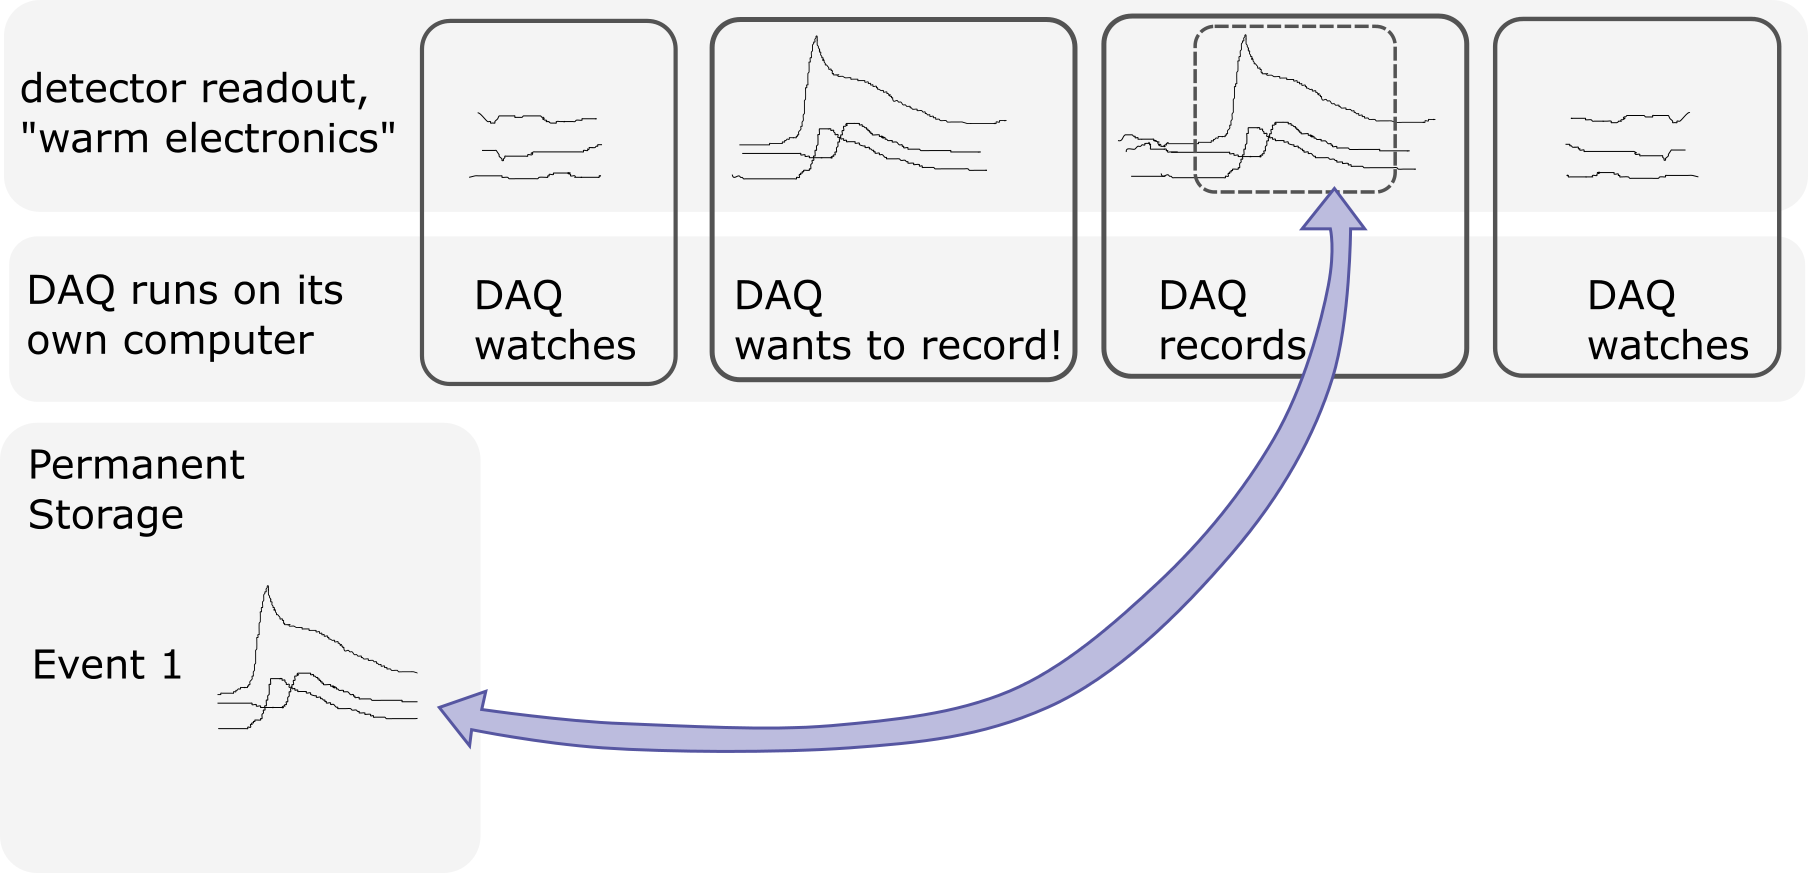 detector readout,
"warm electronics"
DAQ runs on its
own computer
DAQ
watches
DAQ
wants to record!
DAQ
records
DAQ
watches
Permanent
Storage
Event 1